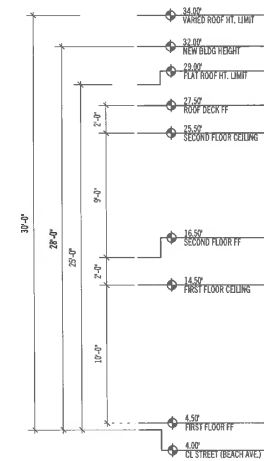 34.00'
VARIED ROOF HT. LIMIT
32.00'
NEW BLDG HEIGHT
29.00'
FLAT ROOF HT. LIMIT
27.50'
ROOF DECK FF
2'-0"
25.50'
SECOND FLOOR CEILING
9'-0"
30'-0"
28'-0"
25'-0"
16.50'
SECOND FLOOR FF
2'-0"
14.50'
FIRST FLOOR CEILING
10'-0"
4.50'
FIRST FLOOR FF
4.00'
CL STREET (BEACH AVE.)